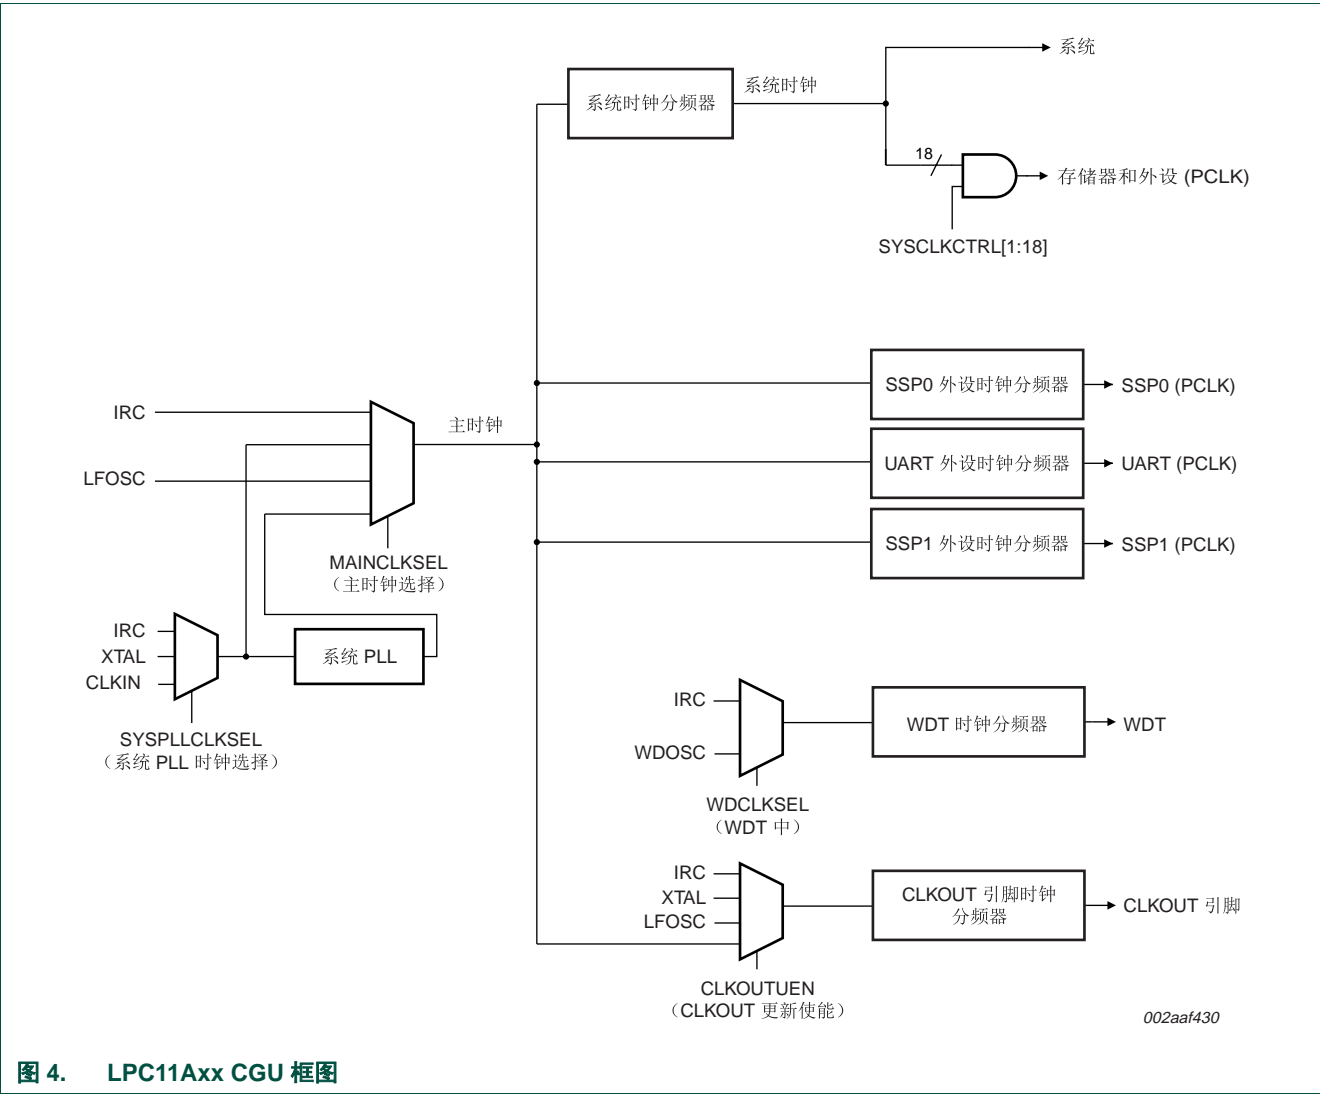 系统
系统时钟分频器
系统时钟
18
存储器和外设 (PCLK)
SYSCLKCTRL[1:18]
SSP0 外设时钟分频器
SSP0 (PCLK)
IRC
主时钟
UART 外设时钟分频器
UART (PCLK)
LFOSC
SSP1 外设时钟分频器
SSP1 (PCLK)
MAINCLKSEL
（主时钟选择）
IRC
XTAL
CLKIN
系统 PLL
SYSPLLCLKSEL
（系统 PLL 时钟选择）
IRC
WDOSC
WDT 时钟分频器
WDT
WDCLKSEL
（WDT 中）
IRC
XTAL
LFOSC
CLKOUT 引脚时钟
分频器
CLKOUT 引脚
CLKOUTUEN
（CLKOUT 更新使能）
002aaf430
图 4. LPC11Axx CGU 框图